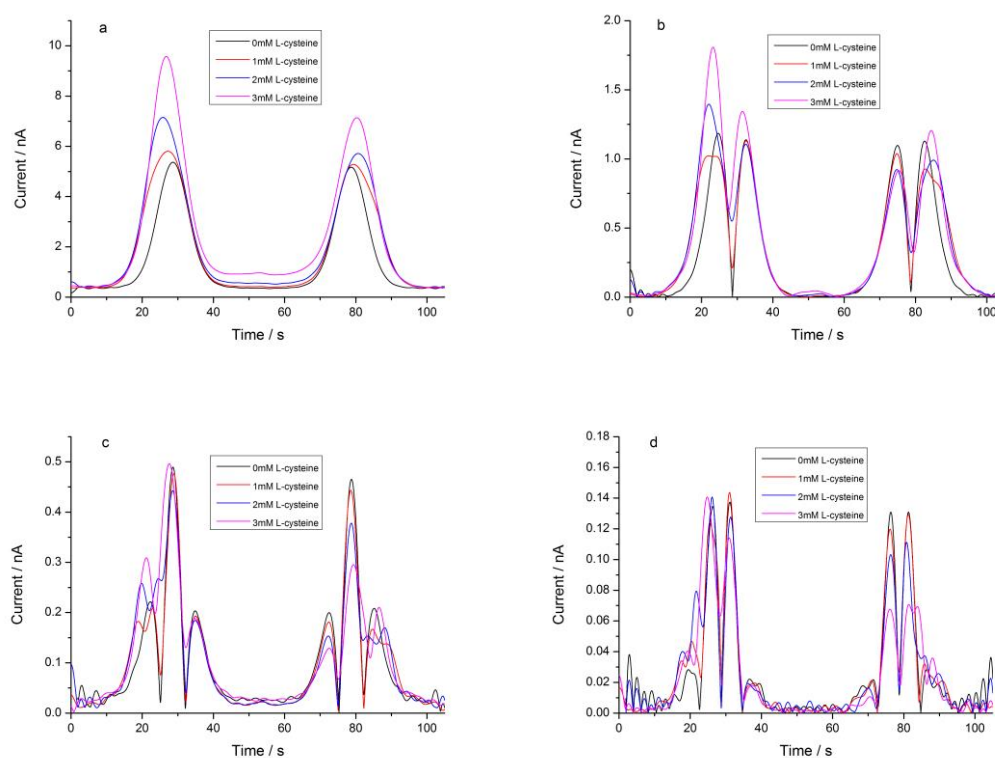 a
0mM L-cysteine
1mM L-cysteine
2mM L-cysteine
3mM L-cysteine
Current / nA
10
8
6
4
2
0
0 20 40 60 80 100
Time / s
b
0mM L-cysteine
1mM L-cysteine
2mM L-cysteine
3mM L-cysteine
Current / nA
2.0
1.5
1.0
0.5
0.0
0 20 40 60 80 100
Time / s
c
0mM L-cysteine
1mM L-cysteine
2mM L-cysteine
3mM L-cysteine
Current / nA
0.5
0.4
0.3
0.2
0.1
0.0
0 20 40 60 80 100
Time / s
d
0mM L-cysteine
1mM L-cysteine
2mM L-cysteine
3mM L-cysteine
Current / nA
0.18
0.16
0.14
0.12
0.10
0.08
0.06
0.04
0.02
0.00
0 20 40 60 80 100
Time / s